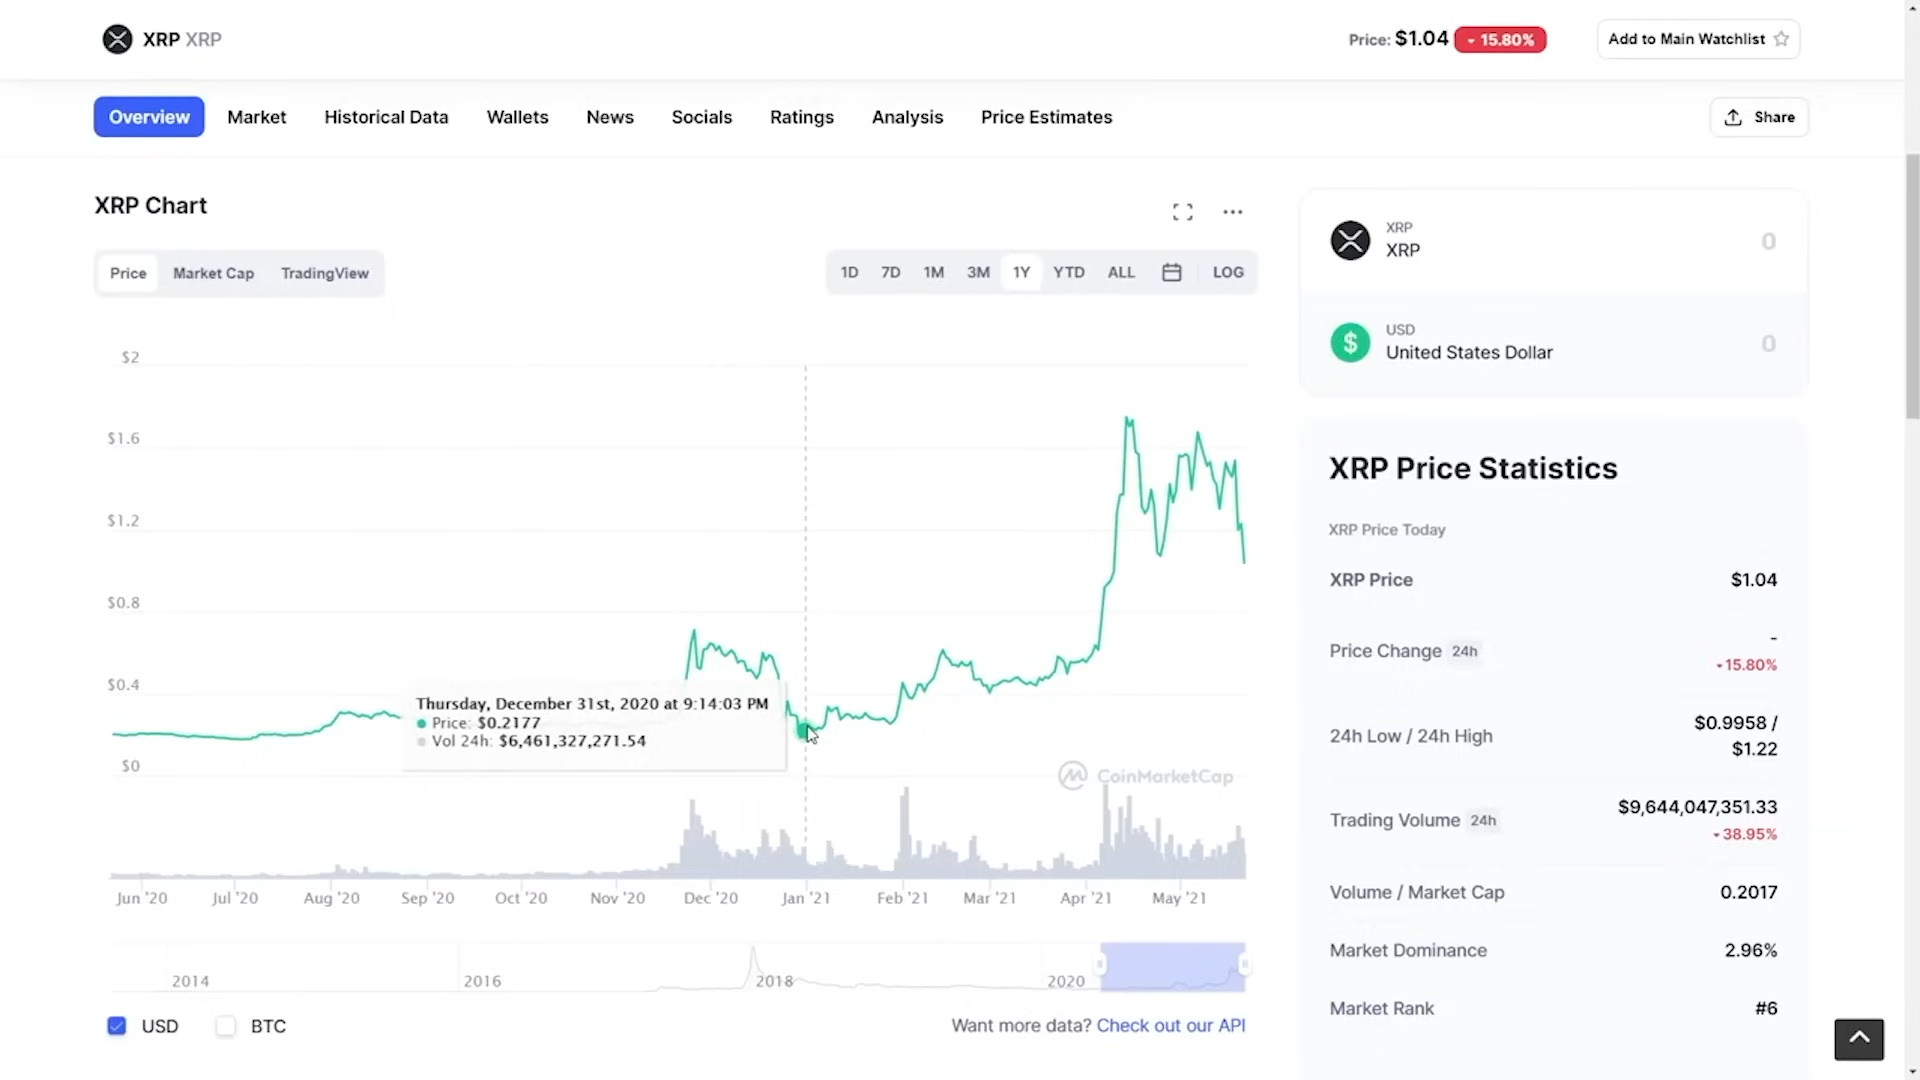 XRP XRP
Price: $1.04 15.80%
Add to Main Watchlist
Overview Market Historical Data Wallets News Socials Ratings Analysis Price Estimates
Share
XRP Chart
Price Market Cap TradingView
1D 7D 1M 3M 1Y YTD ALL LOG
$2
$1.6
$1.2
$0.8
$0.4
$0
Thursday, December 31st, 2020 at 9:14:03 PM
Price: $0.2177
Vol 24h: $6,461,327,271.54
CoinMarketCap
Jun '20 Jul '20 Aug '20 Sep '20 Oct '20 Nov '20 Dec '20 Jan '21 Feb '21 Mar '21 Apr '21 May '21
2014 2016 2018 2020
USD BTC
Want more data? Check out our API
XRP
XRP 0
USD
United States Dollar 0
XRP Price Statistics
XRP Price Today
XRP Price $1.04
Price Change 24h -
15.80%
24h Low / 24h High $0.9958 /
$1.22
Trading Volume 24h $9,644,047,351.33
38.95%
Volume / Market Cap 0.2017
Market Dominance 2.96%
Market Rank #6